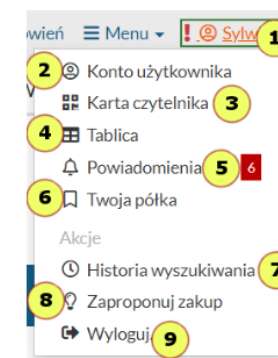 wień ☰ Menu ▾ ! Sylw 1
2 Konto użytkownika
Karta czytelnika 3
4 Tablica
Powiadomienia 5 6
6 Twoja półka
Akcje
Historia wyszukiwania 7
8 Zaproponuj zakup
Wyloguj 9